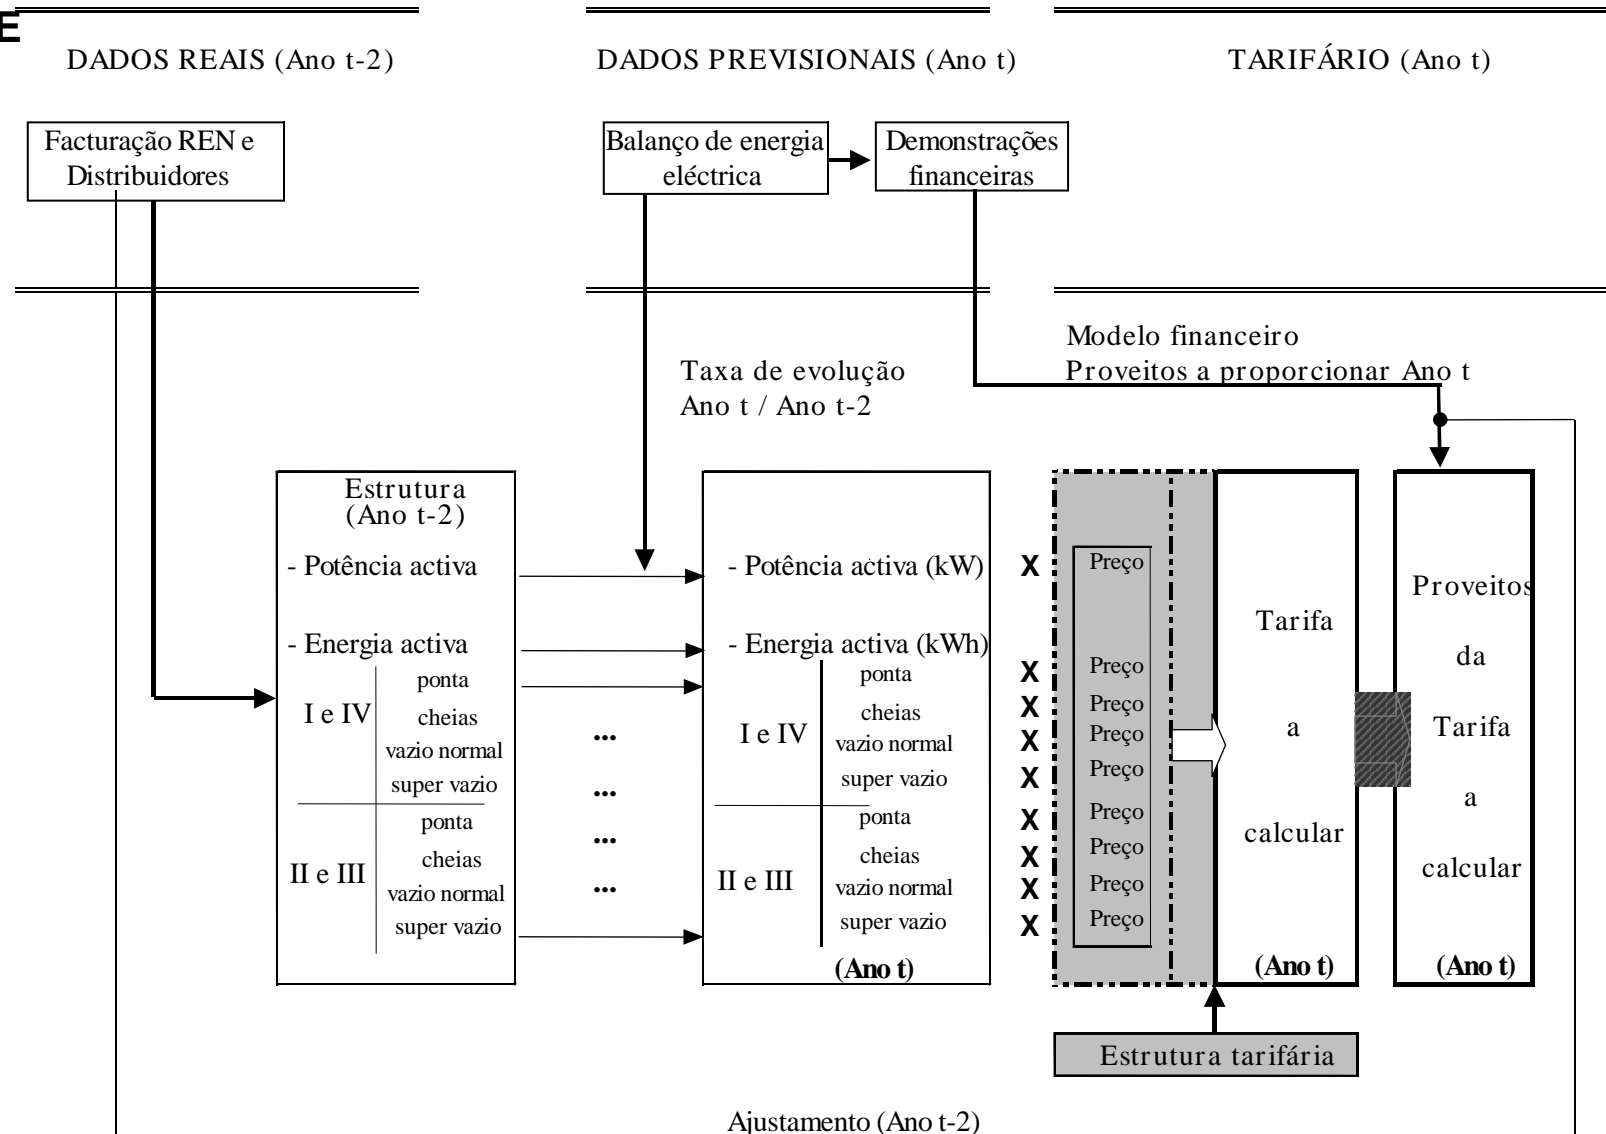 E
DADOS REAIS (Ano t-2)
DADOS PREVISIONAIS (Ano t)
TARIFÁRIO (Ano t)
Facturação REN e
Distribuidores
Balanço de energia
eléctrica
Demonstrações
financeiras
Modelo financeiro
Proveitos a proporcionar Ano t
Taxa de evolução
Ano t / Ano t-2
Estrutura
(Ano t-2)
- Potência activa
- Energia activa
I e IV
ponta
cheias
vazio normal
super vazio
II e III
ponta
cheias
vazio normal
super vazio
...
...
...
...
- Potência activa (kW)
- Energia activa (kWh)
I e IV
ponta
cheias
vazio normal
super vazio
II e III
ponta
cheias
vazio normal
super vazio
(Ano t)
X Preço
X Preço
X Preço
X Preço
X Preço
X Preço
X Preço
X Preço
X Preço
Tarifa
a
calcular
(Ano t)
Proveitos
da
Tarifa
a
calcular
(Ano t)
Estrutura tarifária
Ajustamento (Ano t-2)